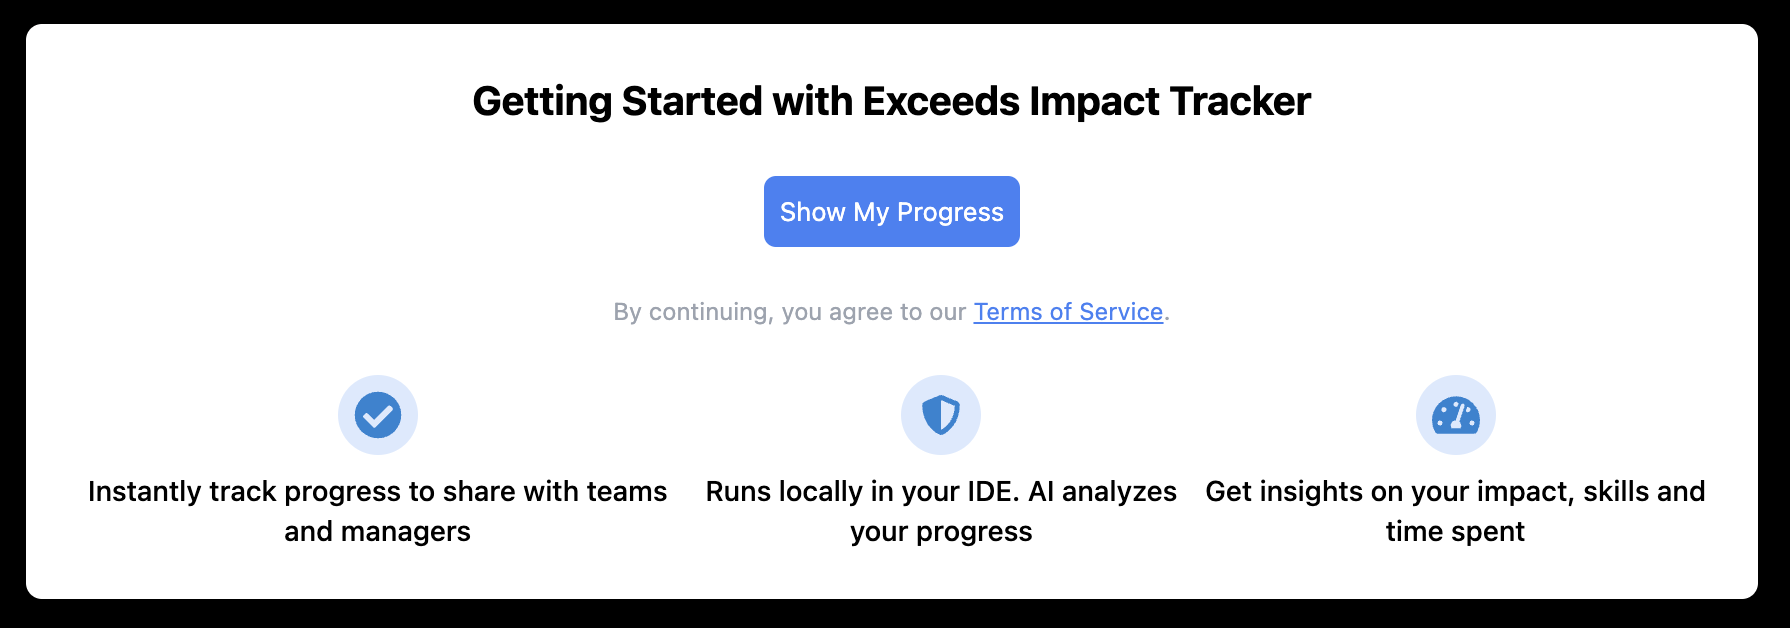 Getting Started with Exceeds Impact Tracker
Show My Progress
By continuing, you agree to our Terms of Service.
Instantly track progress to share with teams
and managers
Runs locally in your IDE. AI analyzes
your progress
Get insights on your impact, skills and
time spent